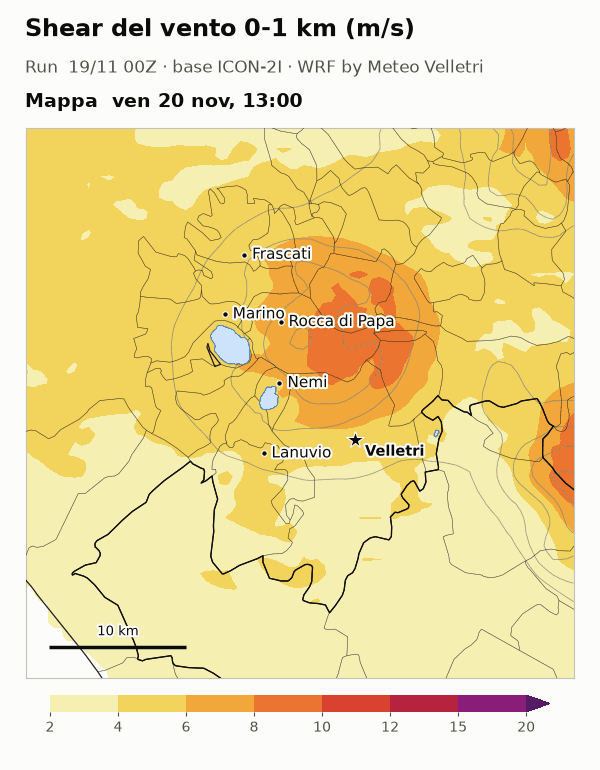 Shear del vento 0-1 km (m/s)
Run  19/11 00Z · base ICON-2I · WRF by Meteo Velletri
Mappa  ven 20 nov, 13:00
Frascati
Marino
Rocca di Papa
Nemi
Velletri
Lanuvio
10 km
2 4 6 8 10 12 15 20